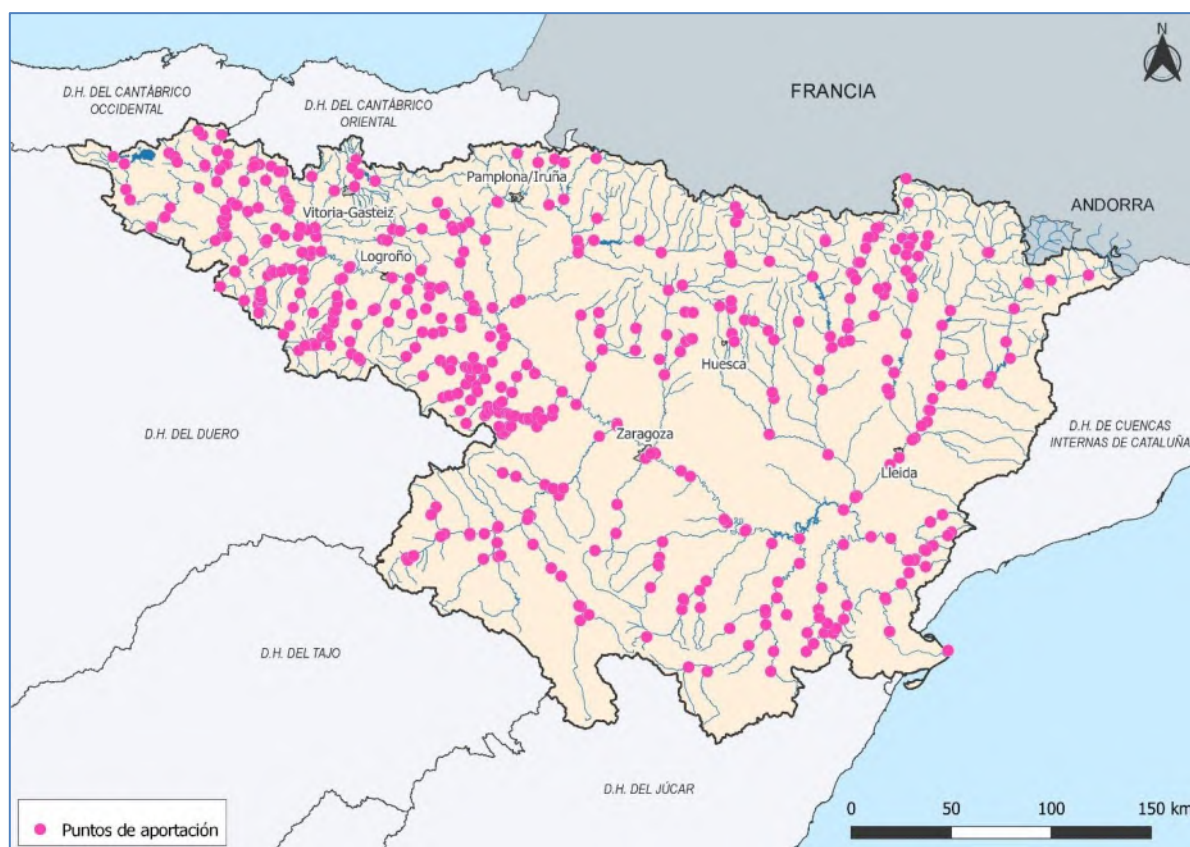 N
FRANCIA
D.H. DEL CANTÁBRICO
OCCIDENTAL
D.H. DEL CANTÁBRICO
ORIENTAL
Pamplona/Iruña
ANDORRA
Vitoria-Gasteiz
Logroño
Huesca
D.H. DEL DUERO
Zaragoza
D.H. DE CUENCAS
INTERNAS DE CATALUÑA
Lleida
D.H. DEL TAJO
D.H. DEL JÚCAR
0 50 100 150 km
Puntos de aportación